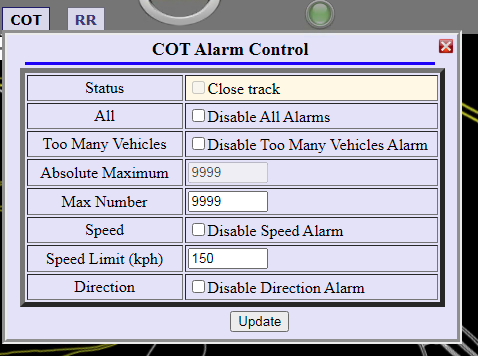 COT RR
COT Alarm Control
Status Close track
All Disable All Alarms
Too Many Vehicles Disable Too Many Vehicles Alarm
Absolute Maximum 9999
Max Number 9999
Speed Disable Speed Alarm
Speed Limit (kph) 150
Direction Disable Direction Alarm
Update